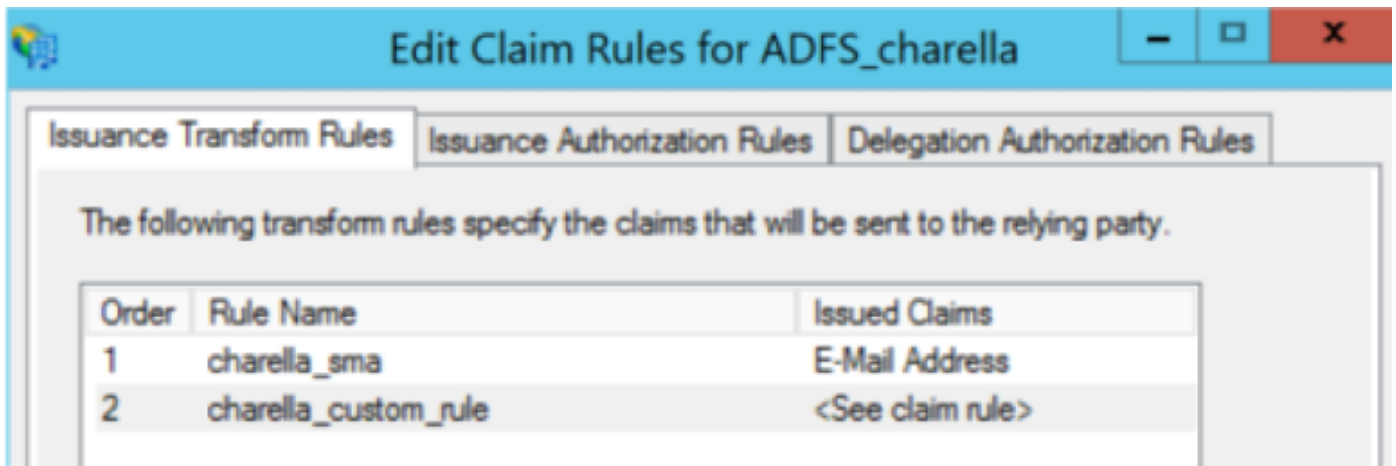 Edit Claim Rules for ADFS_charella
Issuance Transform Rules Issuance Authorization Rules Delegation Authorization Rules
The following transform rules specify the claims that will be sent to the relying party.
Order Rule Name Issued Claims
1 charella_sma E-Mail Address
2 charella_custom_rule <See claim rule>